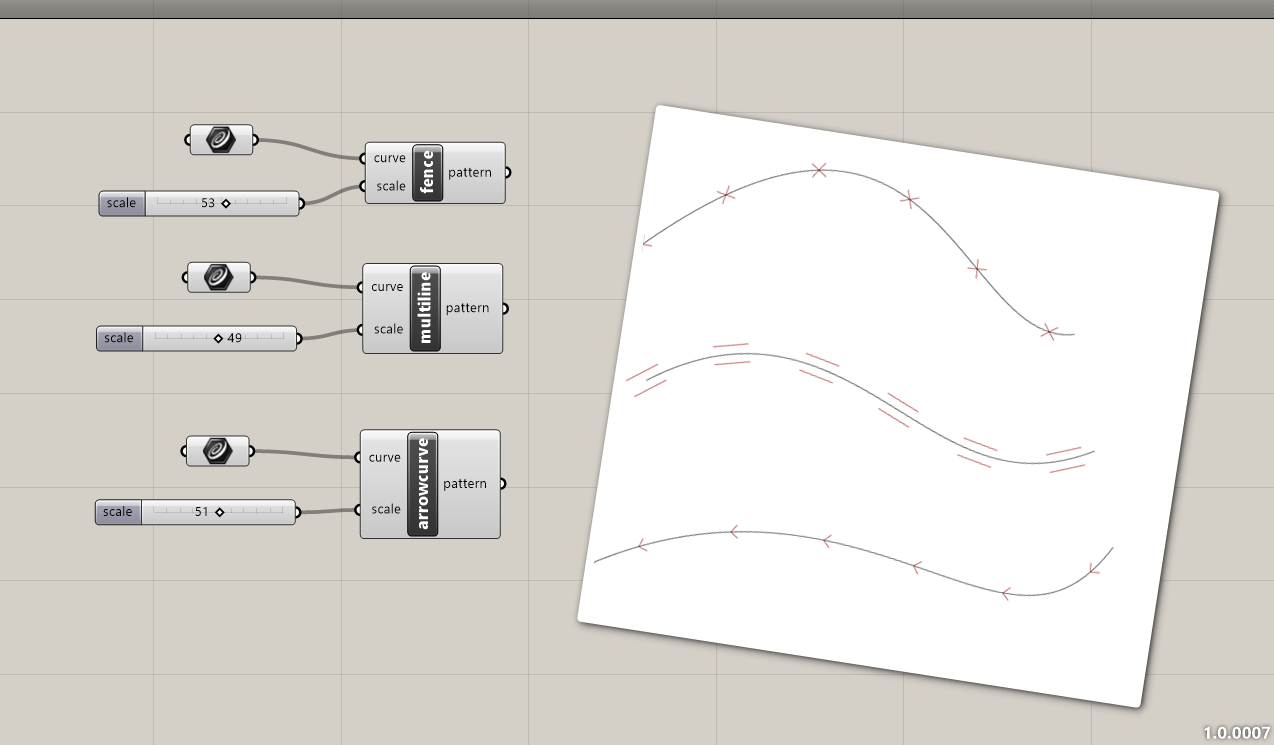 curve
scale
fence
pattern
scale
53
curve
scale
multiline
pattern
scale
49
curve
scale
arrowcurve
pattern
scale
51
1.0.0007